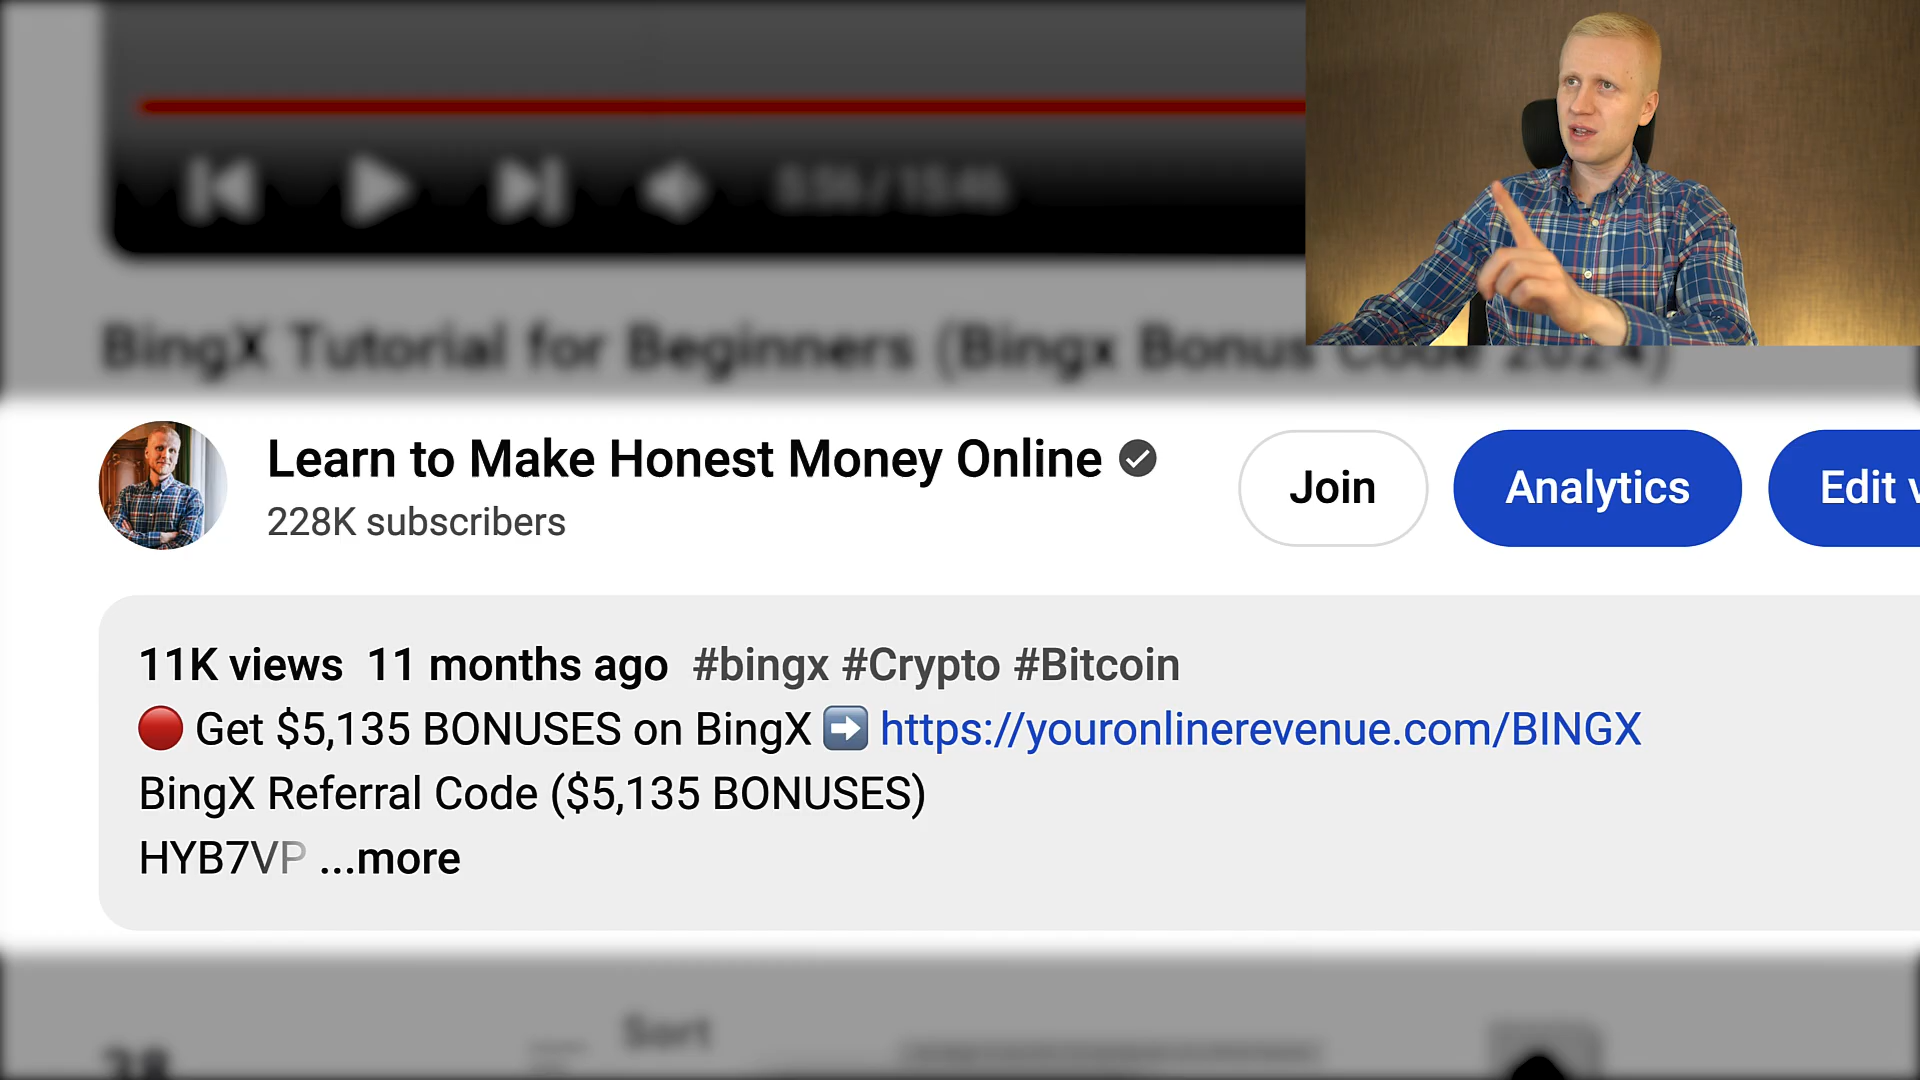 BingX Tutorial for Beginners (Bingx Bonus Code 2024)
Learn to Make Honest Money Online
228K subscribers
Join
Analytics
Edit v
11K views 11 months ago #bingx #Crypto #Bitcoin
🔴 Get $5,135 BONUSES on BingX ➡️ https://youronlinerevenue.com/BINGX
BingX Referral Code ($5,135 BONUSES)
HYB7VP ...more
Sort